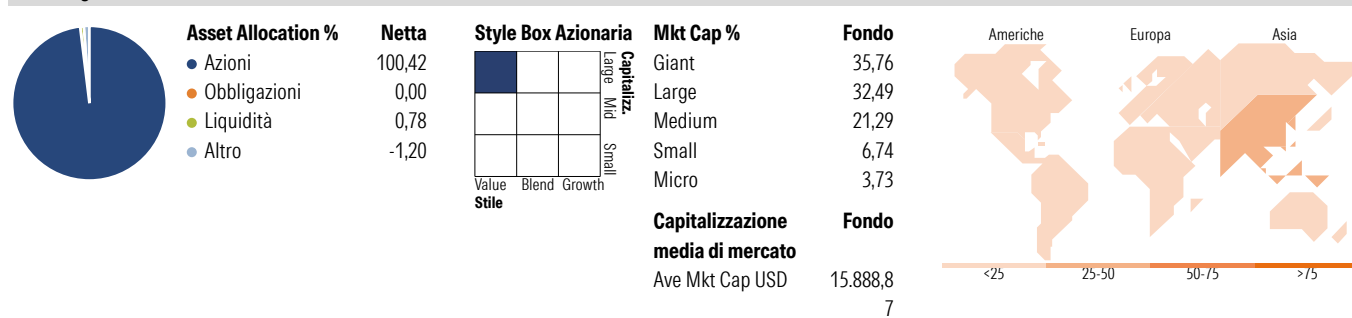 Asset Allocation % Netta
Azioni 100,42
Obbligazioni 0,00
Liquidità 0,78
Altro -1,20
Style Box Azionaria
Capitalizz.
Large Mid Small
Value Blend Growth
Stile
Mkt Cap % Fondo
Giant 35,76
Large 32,49
Medium 21,29
Small 6,74
Micro 3,73
Capitalizzazione Fondo
media di mercato
Ave Mkt Cap USD 15.888,8
7
Americhe Europa Asia
<25 25-50 50-75 >75